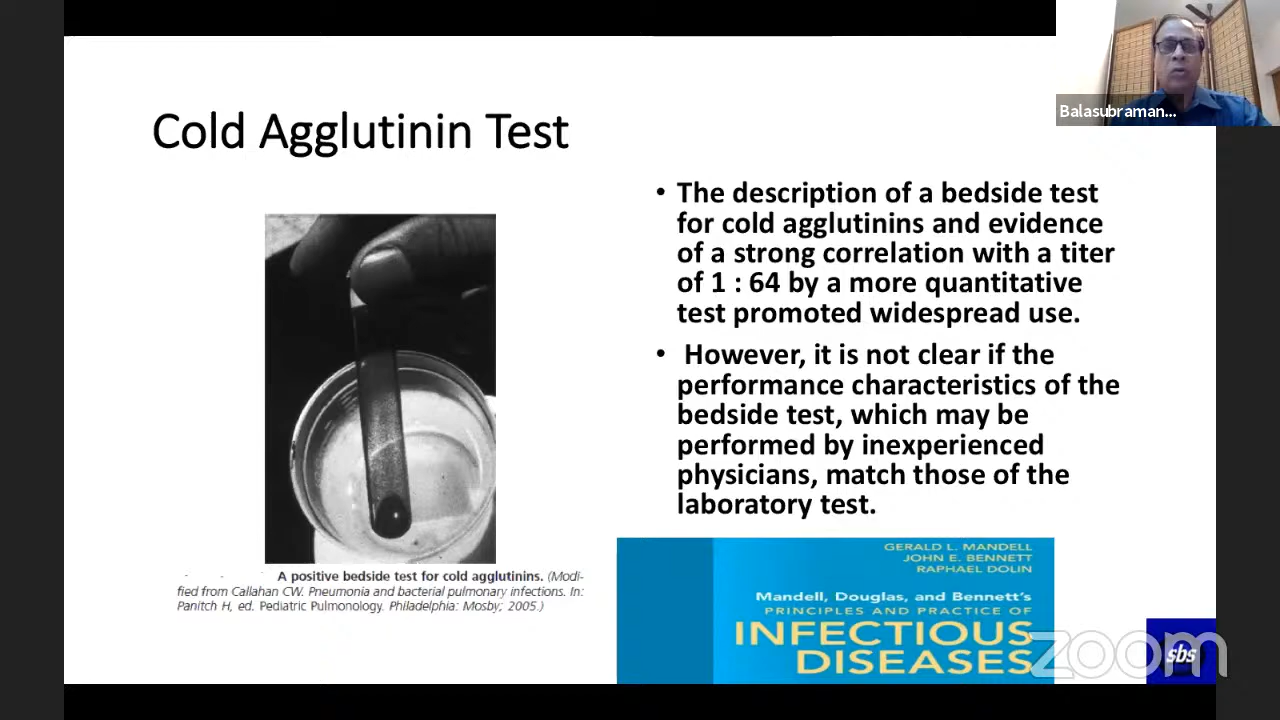 Balasubraman...
Cold Agglutinin Test
• The description of a bedside test
for cold agglutinins and evidence
of a strong correlation with a titer
of 1 : 64 by a more quantitative
test promoted widespread use.
• However, it is not clear if the
performance characteristics of the
bedside test, which may be
performed by inexperienced
physicians, match those of the
laboratory test.
A positive bedside test for cold agglutinins. (Modi-
fied from Callahan CW. Pneumonia and bacterial pulmonary infections. In:
Panitch H, ed. Pediatric Pulmonology. Philadelphia: Mosby; 2005.)
GERALD L. MANDELL
JOHN E. BENNETT
RAPHAEL DOLIN
Mandell, Douglas, and Bennett's
PRINCIPLES AND PRACTICE OF
INFECTIOUS
DISEASES
zoom
sbs